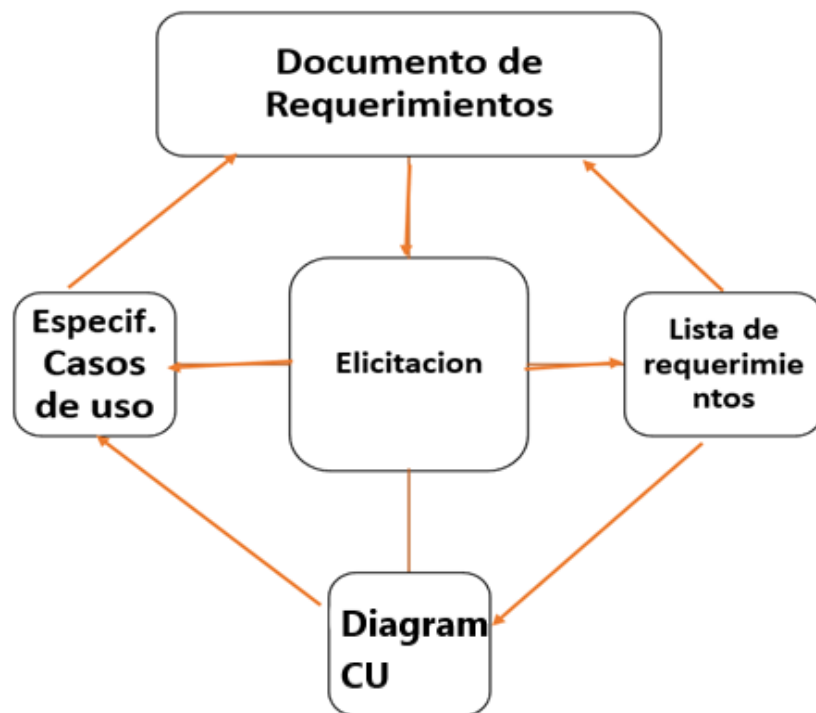 Documento de
Requerimientos
Especif.
Casos
de uso
Elicitacion
Lista de
requerimie
ntos
Diagram
CU